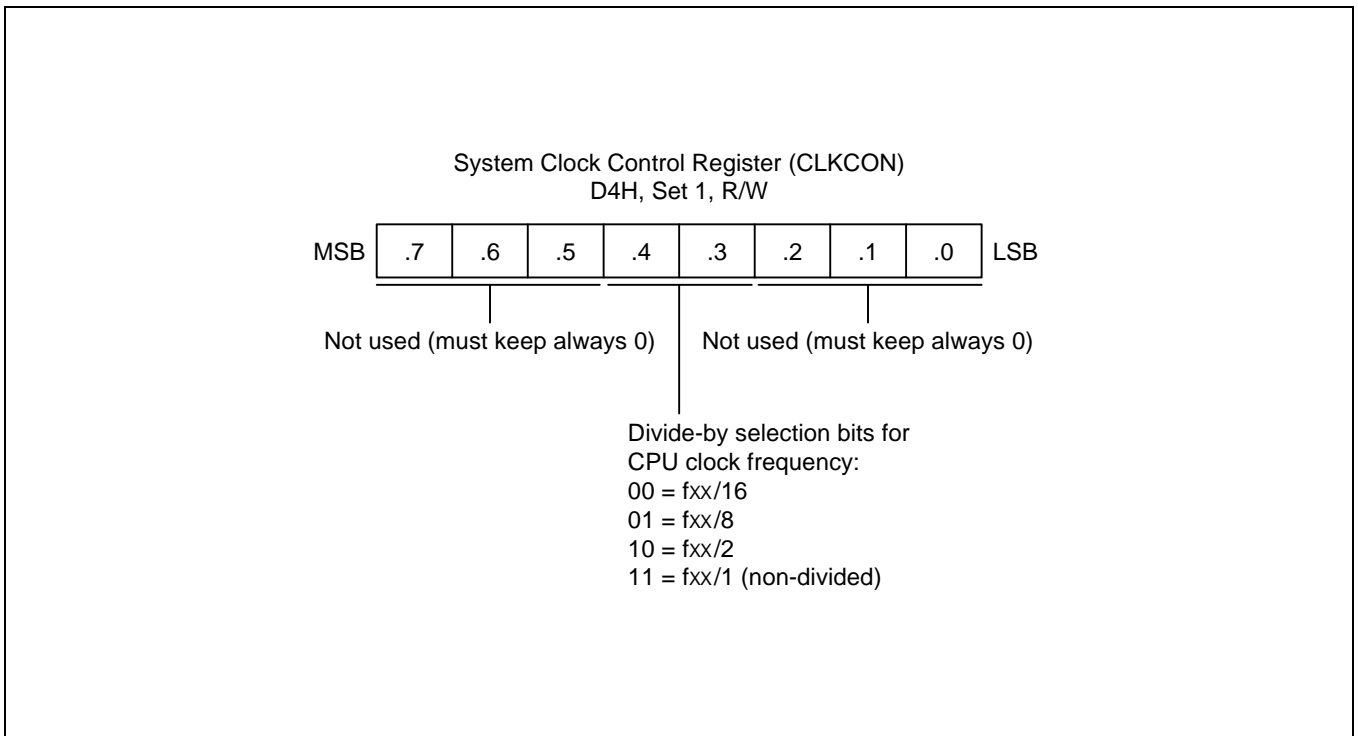 System Clock Control Register (CLKCON)
D4H, Set 1, R/W
MSB .7 .6 .5 .4 .3 .2 .1 .0 LSB
Not used (must keep always 0) Not used (must keep always 0)
Divide-by selection bits for
CPU clock frequency:
00 = fxx/16
01 = fxx/8
10 = fxx/2
11 = fxx/1 (non-divided)